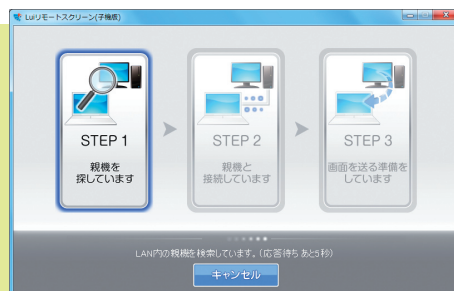 Luiリモートスクリーン(子機版)
STEP 1
親機を
探しています
STEP 2
親機と
接続しています
STEP 3
画面を送る準備を
しています
LAN内の親機を検索しています。(応答待ち あと5秒)
キャンセル